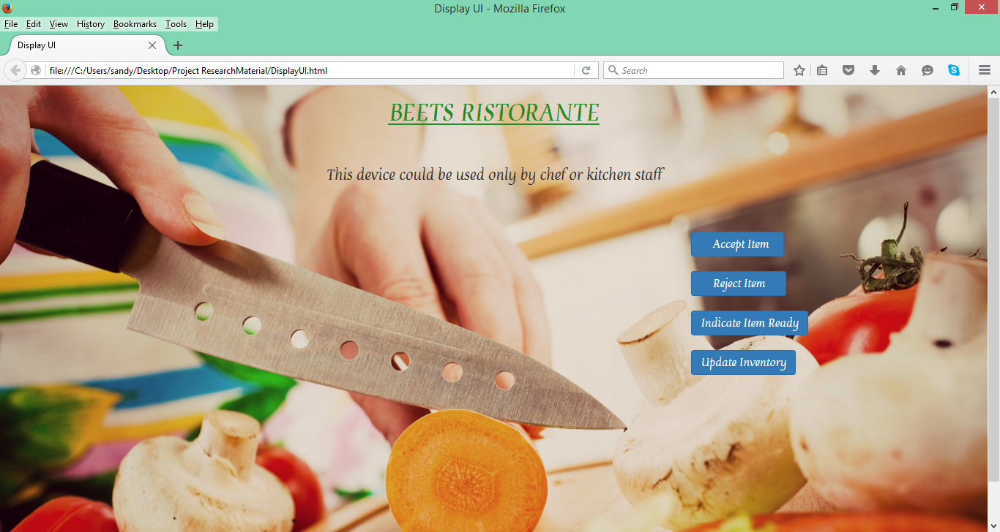 Display UI - Mozilla Firefox
File Edit View History Bookmarks Tools Help
Display UI
file:///C:/Users/sandy/Desktop/Project ResearchMaterial/DisplayUI.html
Search
BEETS RISTORANTE
This device could be used only by chef or kitchen staff
Accept Item
Reject Item
Indicate Item Ready
Update Inventory